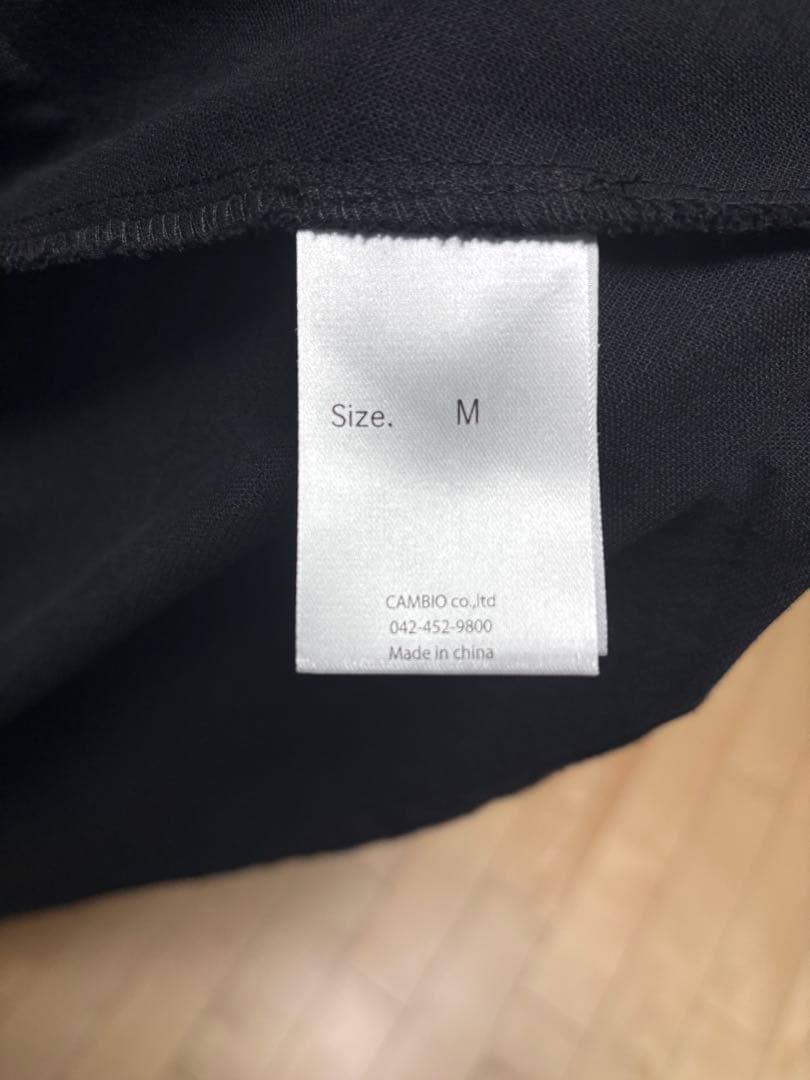 Size. M
CAMBIO co.,ltd
042-452-9800
Made in china